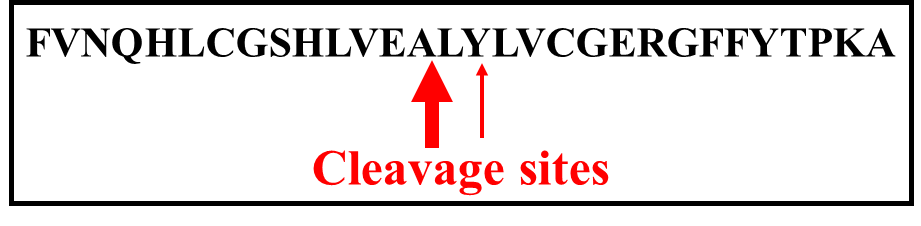 FVNQHLCGSHLVEALYLVCGERGFFYTPKA
Cleavage sites